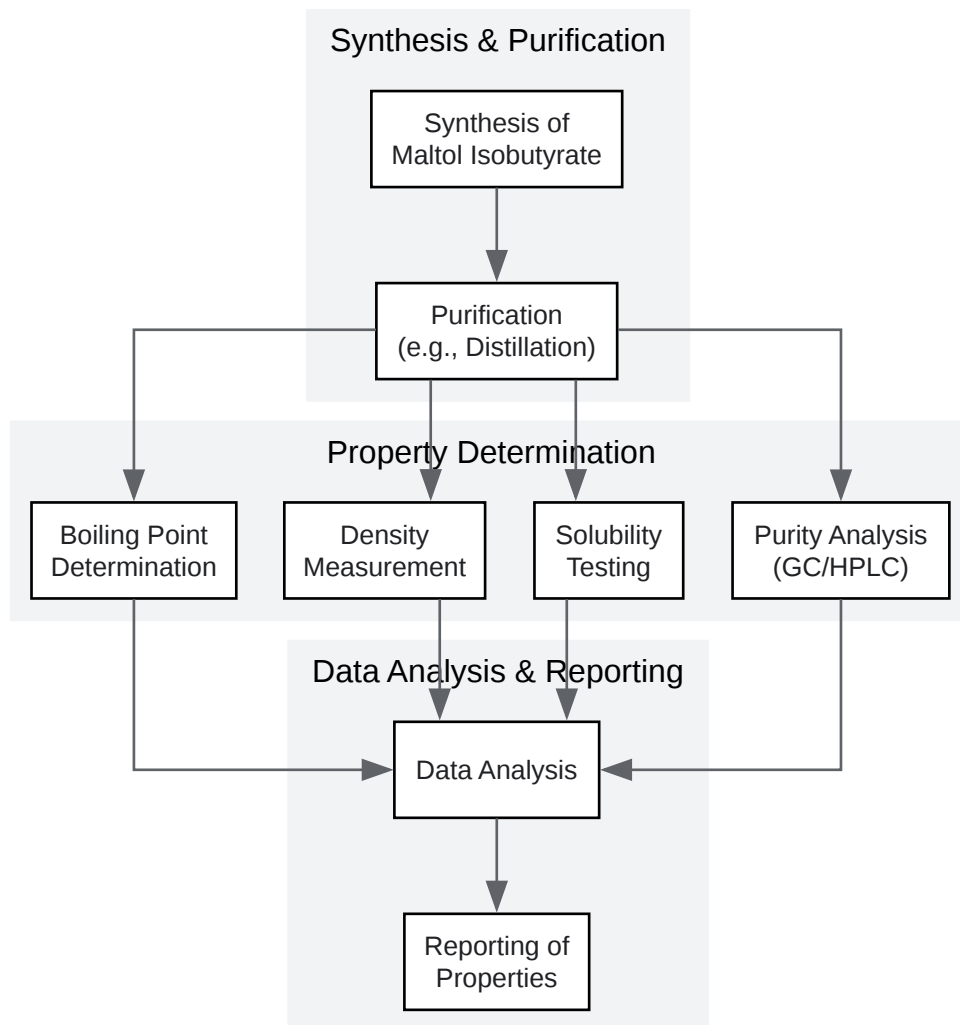 Synthesis & Purification
Synthesis of
Maltol Isobutyrate
Purification
(e.g., Distillation)
Property Determination
Boiling Point
Determination
Density
Measurement
Solubility
Testing
Purity Analysis
(GC/HPLC)
Data Analysis & Reporting
Data Analysis
Reporting of
Properties